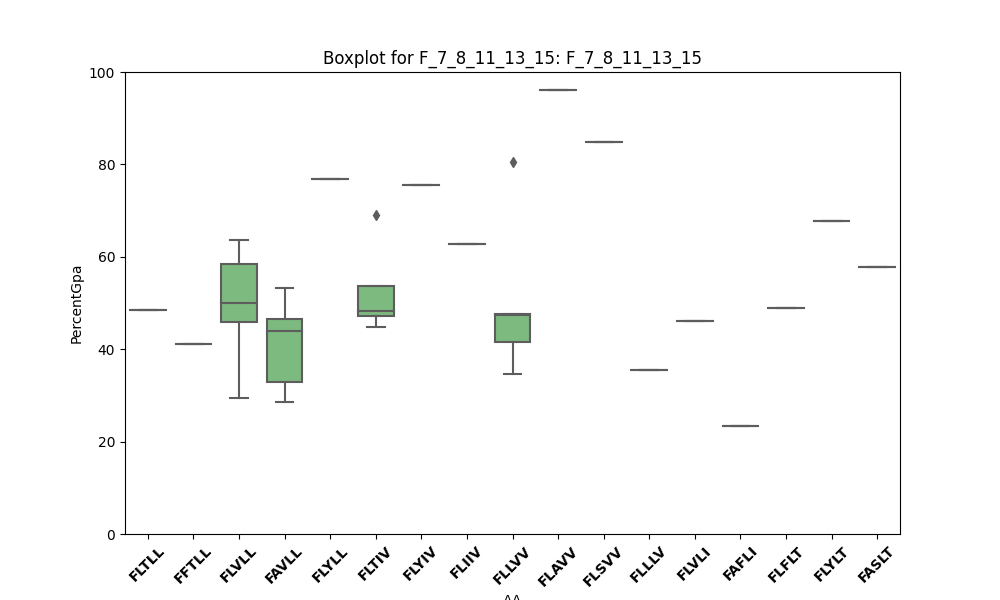 Boxplot for F_7_8_11_13_15: F_7_8_11_13_15
100
80
60
40
20
0
PercentGpa
FLTLL
FFTLL
FLVLL
FAVLL
FLYLL
FLTIV
FLYIV
FLIIV
FLLVV
FLAVV
FLSVV
FLLLV
FLVLI
FAFLI
FLFLT
FLYLT
FASLT
AA